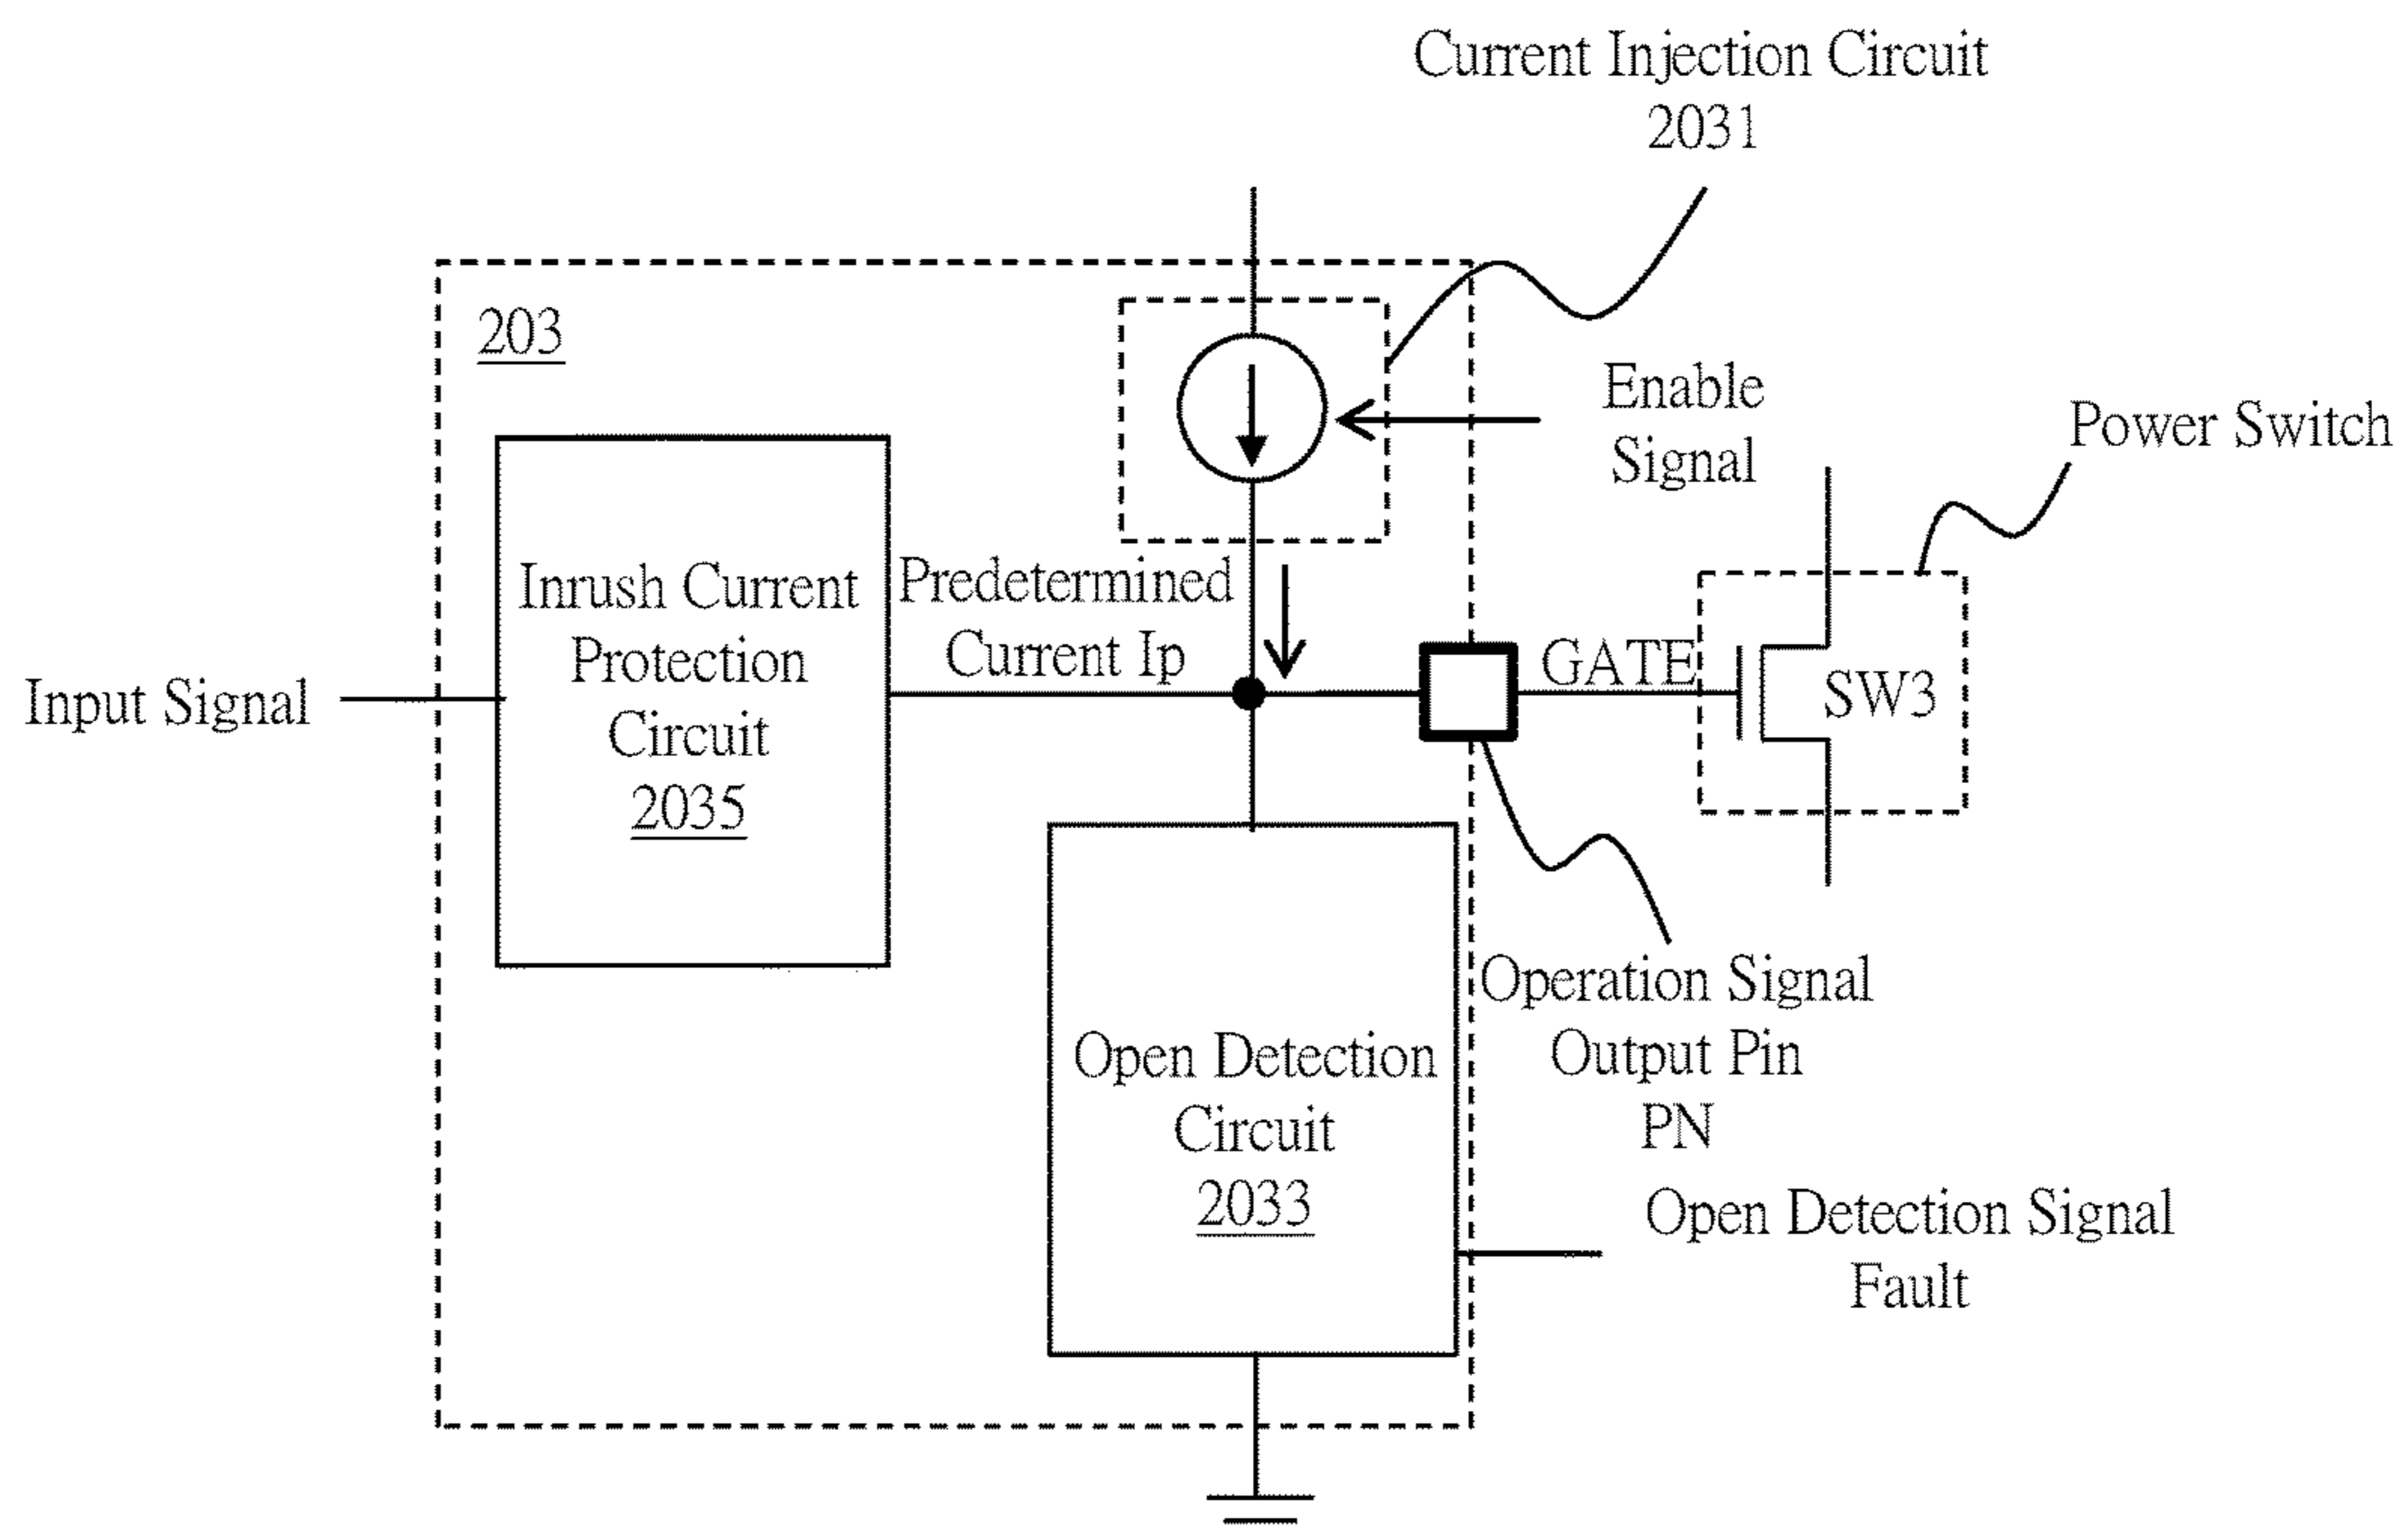 Current Injection Circuit
2031
203
Enable
Signal
Power Switch
Inrush Current
Protection
Circuit
2035
Predetermined
Current Ip
Input Signal
GATE
SW3
Operation Signal
Output Pin
PN
Open Detection
Circuit
2033
Open Detection Signal
Fault